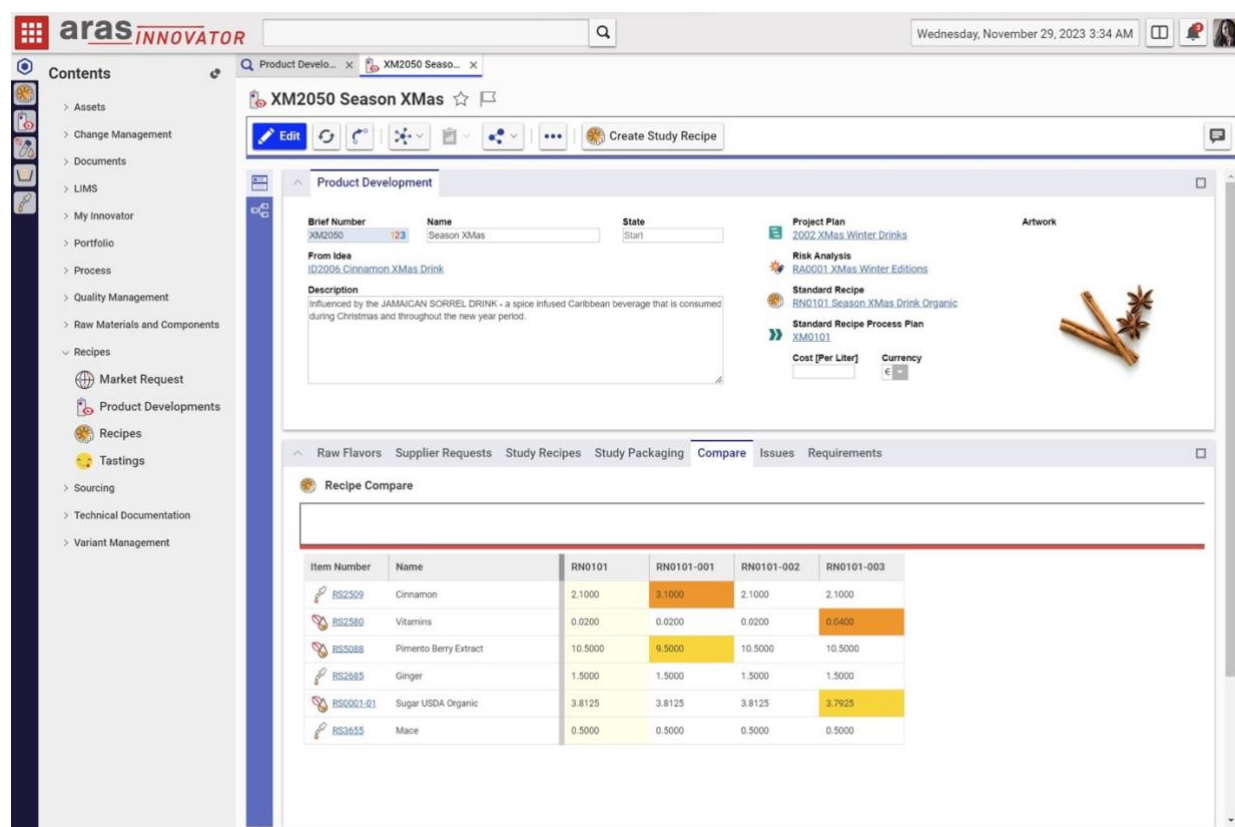 aras INNOVATOR
Wednesday, November 29, 2023 3:34 AM
Contents
Assets
Change Management
Documents
LIMS
My Innovator
Portfolio
Process
Quality Management
Raw Materials and Components
Recipes
Market Request
Product Developments
Recipes
Tastings
Sourcing
Technical Documentation
Variant Management
Product Develo... x XM2050 Seaso... x
XM2050 Season XMas
Edit Create Study Recipe
Product Development
Brief Number Name State
XM2050 123 Season XMas Start
From Idea
ID2006 Cinnamon XMas Drink
Description
Influenced by the JAMAICAN SORREL DRINK - a spice infused Caribbean beverage that is consumed
during Christmas and throughout the new year period.
Project Plan
2002 XMas Winter Drinks
Risk Analysis
RA0001 XMas Winter Editions
Standard Recipe
RN0101 Season XMas Drink Organic
Standard Recipe Process Plan
XM0101
Cost [Per Liter] Currency
€
Artwork
Raw Flavors Supplier Requests Study Recipes Study Packaging Compare Issues Requirements
Recipe Compare
Item Number Name RN0101 RN0101-001 RN0101-002 RN0101-003
RS2509 Cinnamon 2.1000 3.1000 2.1000 2.1000
RS2580 Vitamins 0.0200 0.0200 0.0200 0.0400
RS5088 Pimento Berry Extract 10.5000 9.5000 10.5000 10.5000
RS2685 Ginger 1.5000 1.5000 1.5000 1.5000
RS0001-01 Sugar USDA Organic 3.8125 3.8125 3.8125 3.7925
RS3655 Mace 0.5000 0.5000 0.5000 0.5000